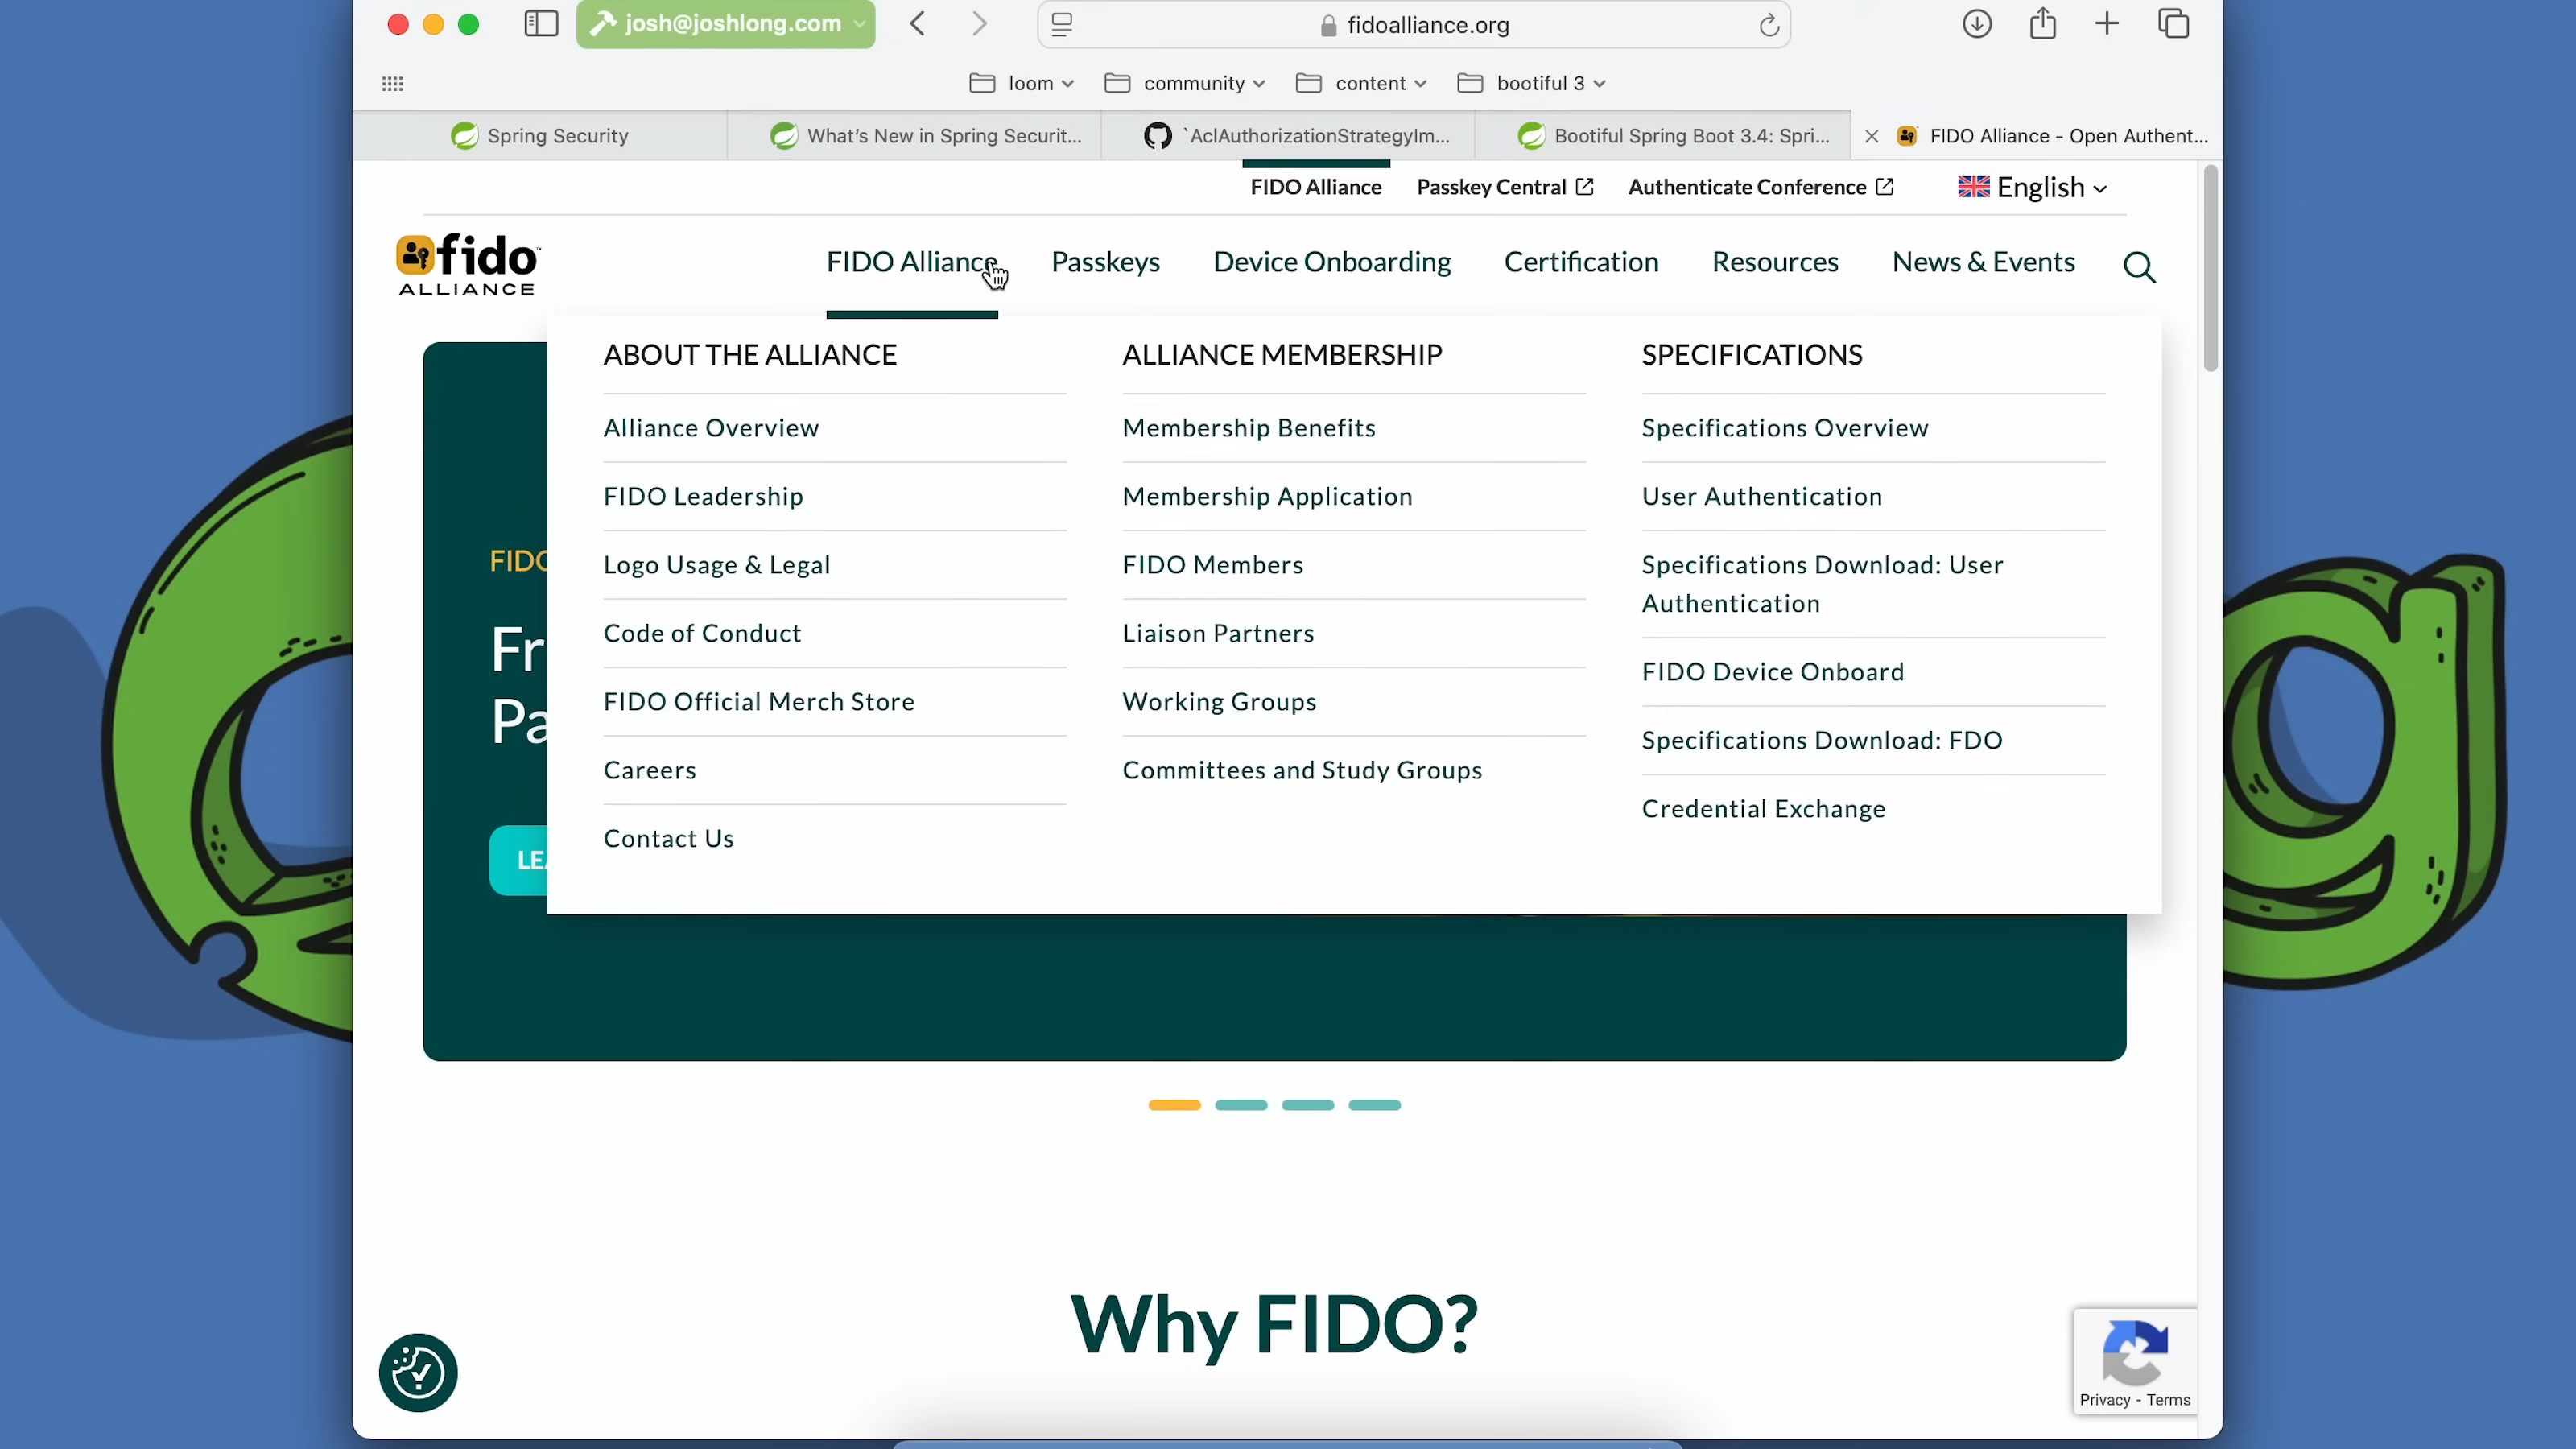 josh@joshlong.com
fidoalliance.org
loom
community
content
bootiful 3
Spring Security
What's New in Spring Securit...
`AclAuthorizationStrategyIm...
Bootiful Spring Boot 3.4: Spri...
FIDO Alliance - Open Authent...
FIDO Alliance
Passkey Central
Authenticate Conference
English
fido
ALLIANCE
FIDO Alliance
Passkeys
Device Onboarding
Certification
Resources
News & Events
ABOUT THE ALLIANCE
Alliance Overview
FIDO Leadership
Logo Usage & Legal
Code of Conduct
FIDO Official Merch Store
Careers
Contact Us
ALLIANCE MEMBERSHIP
Membership Benefits
Membership Application
FIDO Members
Liaison Partners
Working Groups
Committees and Study Groups
SPECIFICATIONS
Specifications Overview
User Authentication
Specifications Download: User
Authentication
FIDO Device Onboard
Specifications Download: FDO
Credential Exchange
Why FIDO?
Privacy - Terms